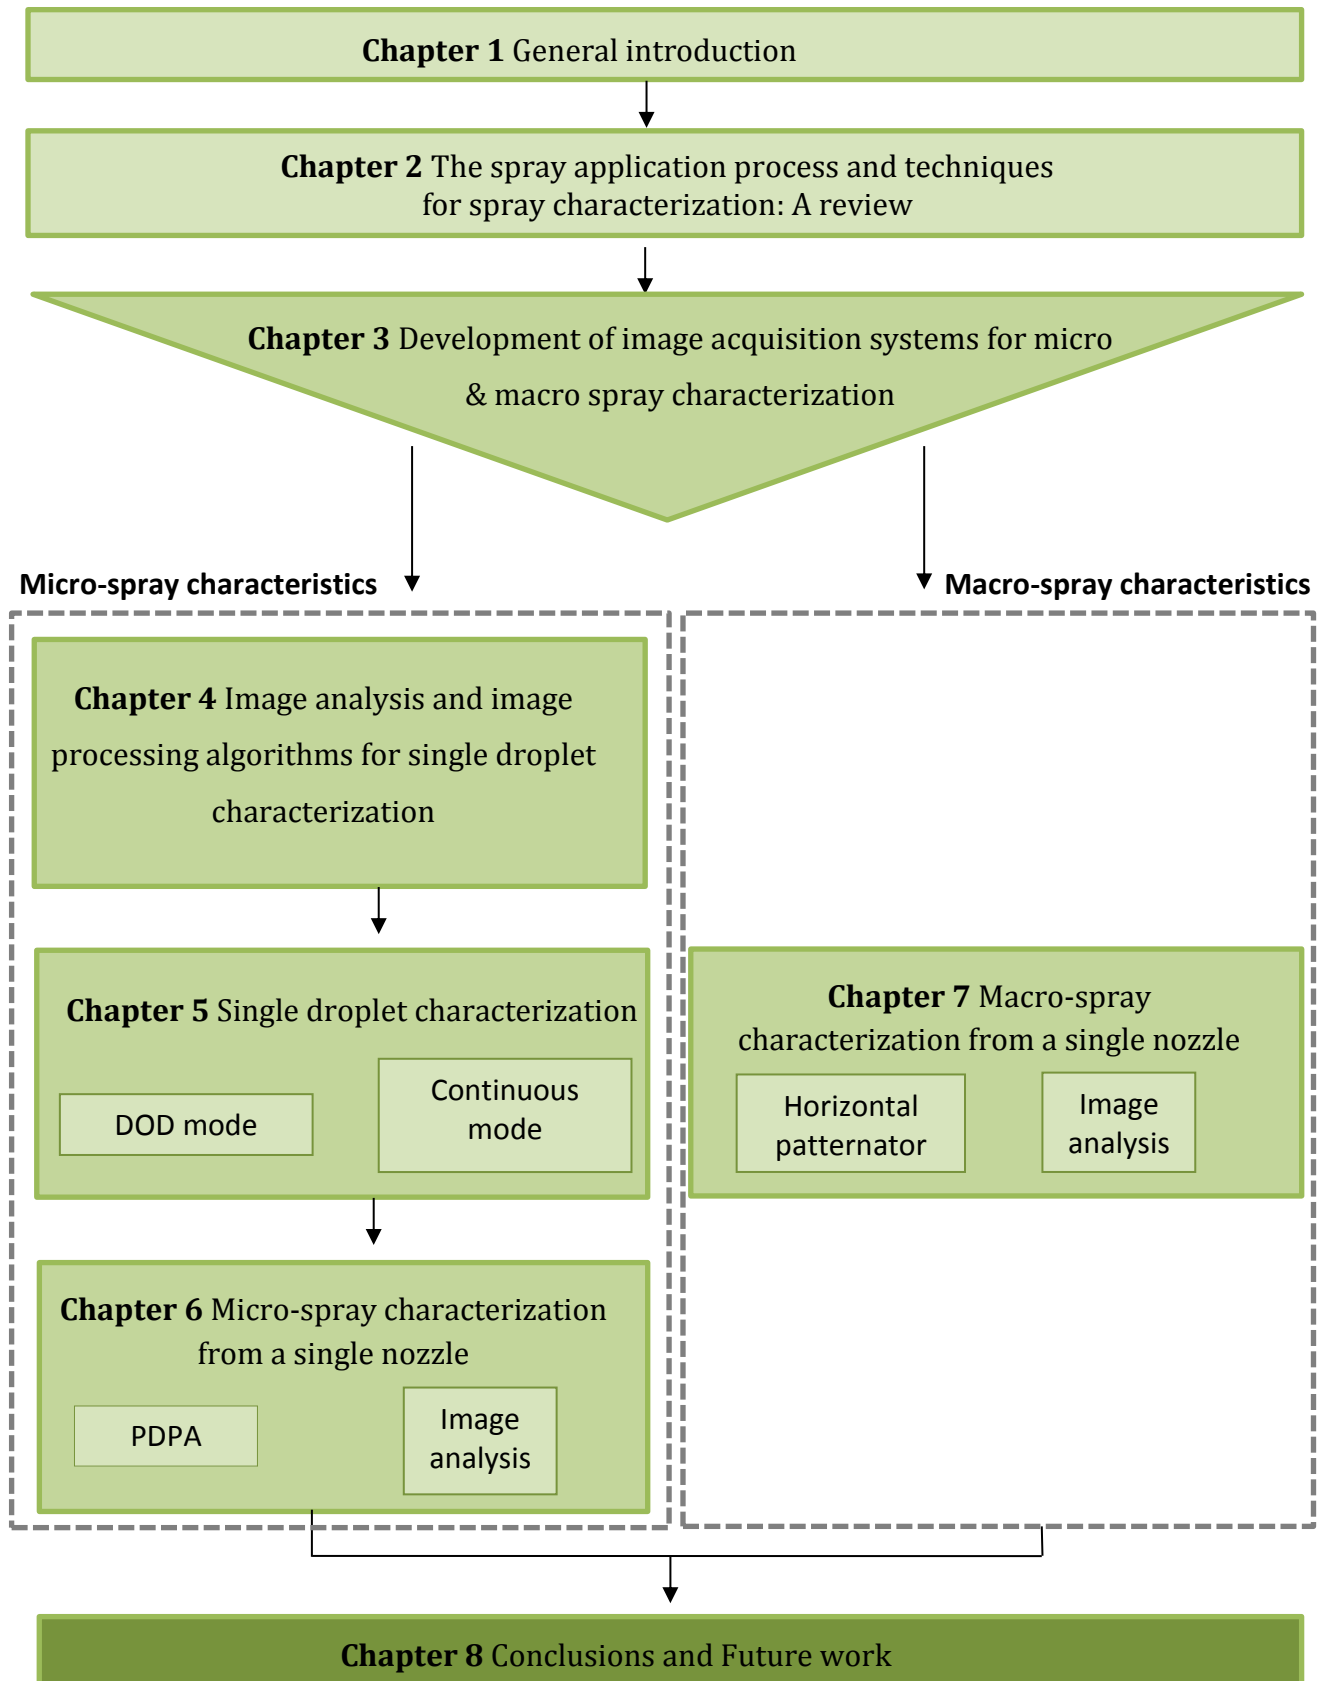 Chapter 1 General introduction
Chapter 2 The spray application process and techniques
for spray characterization: A review
Chapter 3 Development of image acquisition systems for micro
& macro spray characterization
Micro-spray characteristics
Macro-spray characteristics
Chapter 4 Image analysis and image
processing algorithms for single droplet
characterization
Chapter 5 Single droplet characterization
DOD mode
Continuous
mode
Chapter 6 Micro-spray characterization
from a single nozzle
PDPA
Image
analysis
Chapter 7 Macro-spray
characterization from a single nozzle
Horizontal
patternator
Image
analysis
Chapter 8 Conclusions and Future work